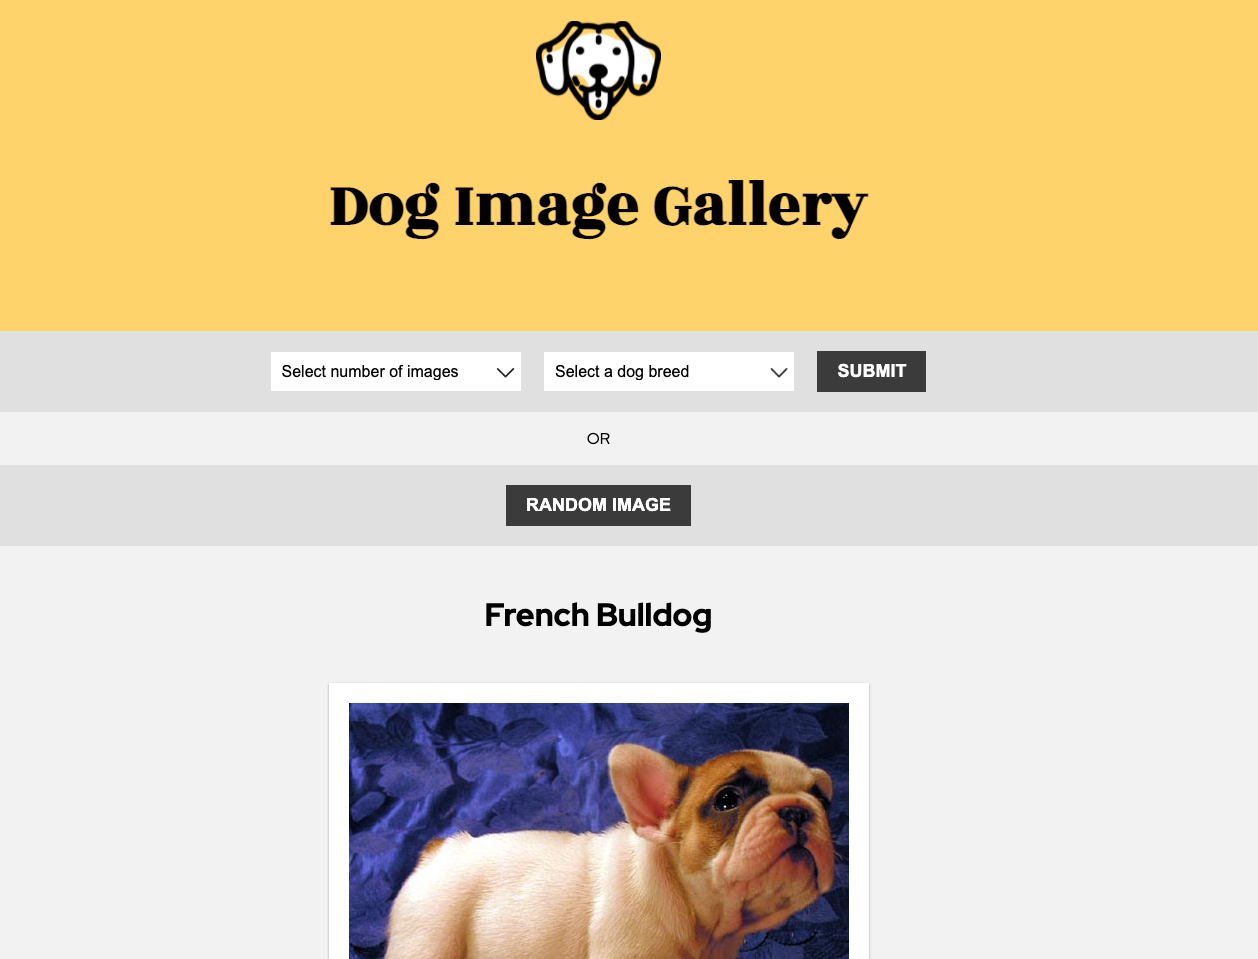 Dog Image Gallery
Select number of images
Select a dog breed
SUBMIT
OR
RANDOM IMAGE
French Bulldog